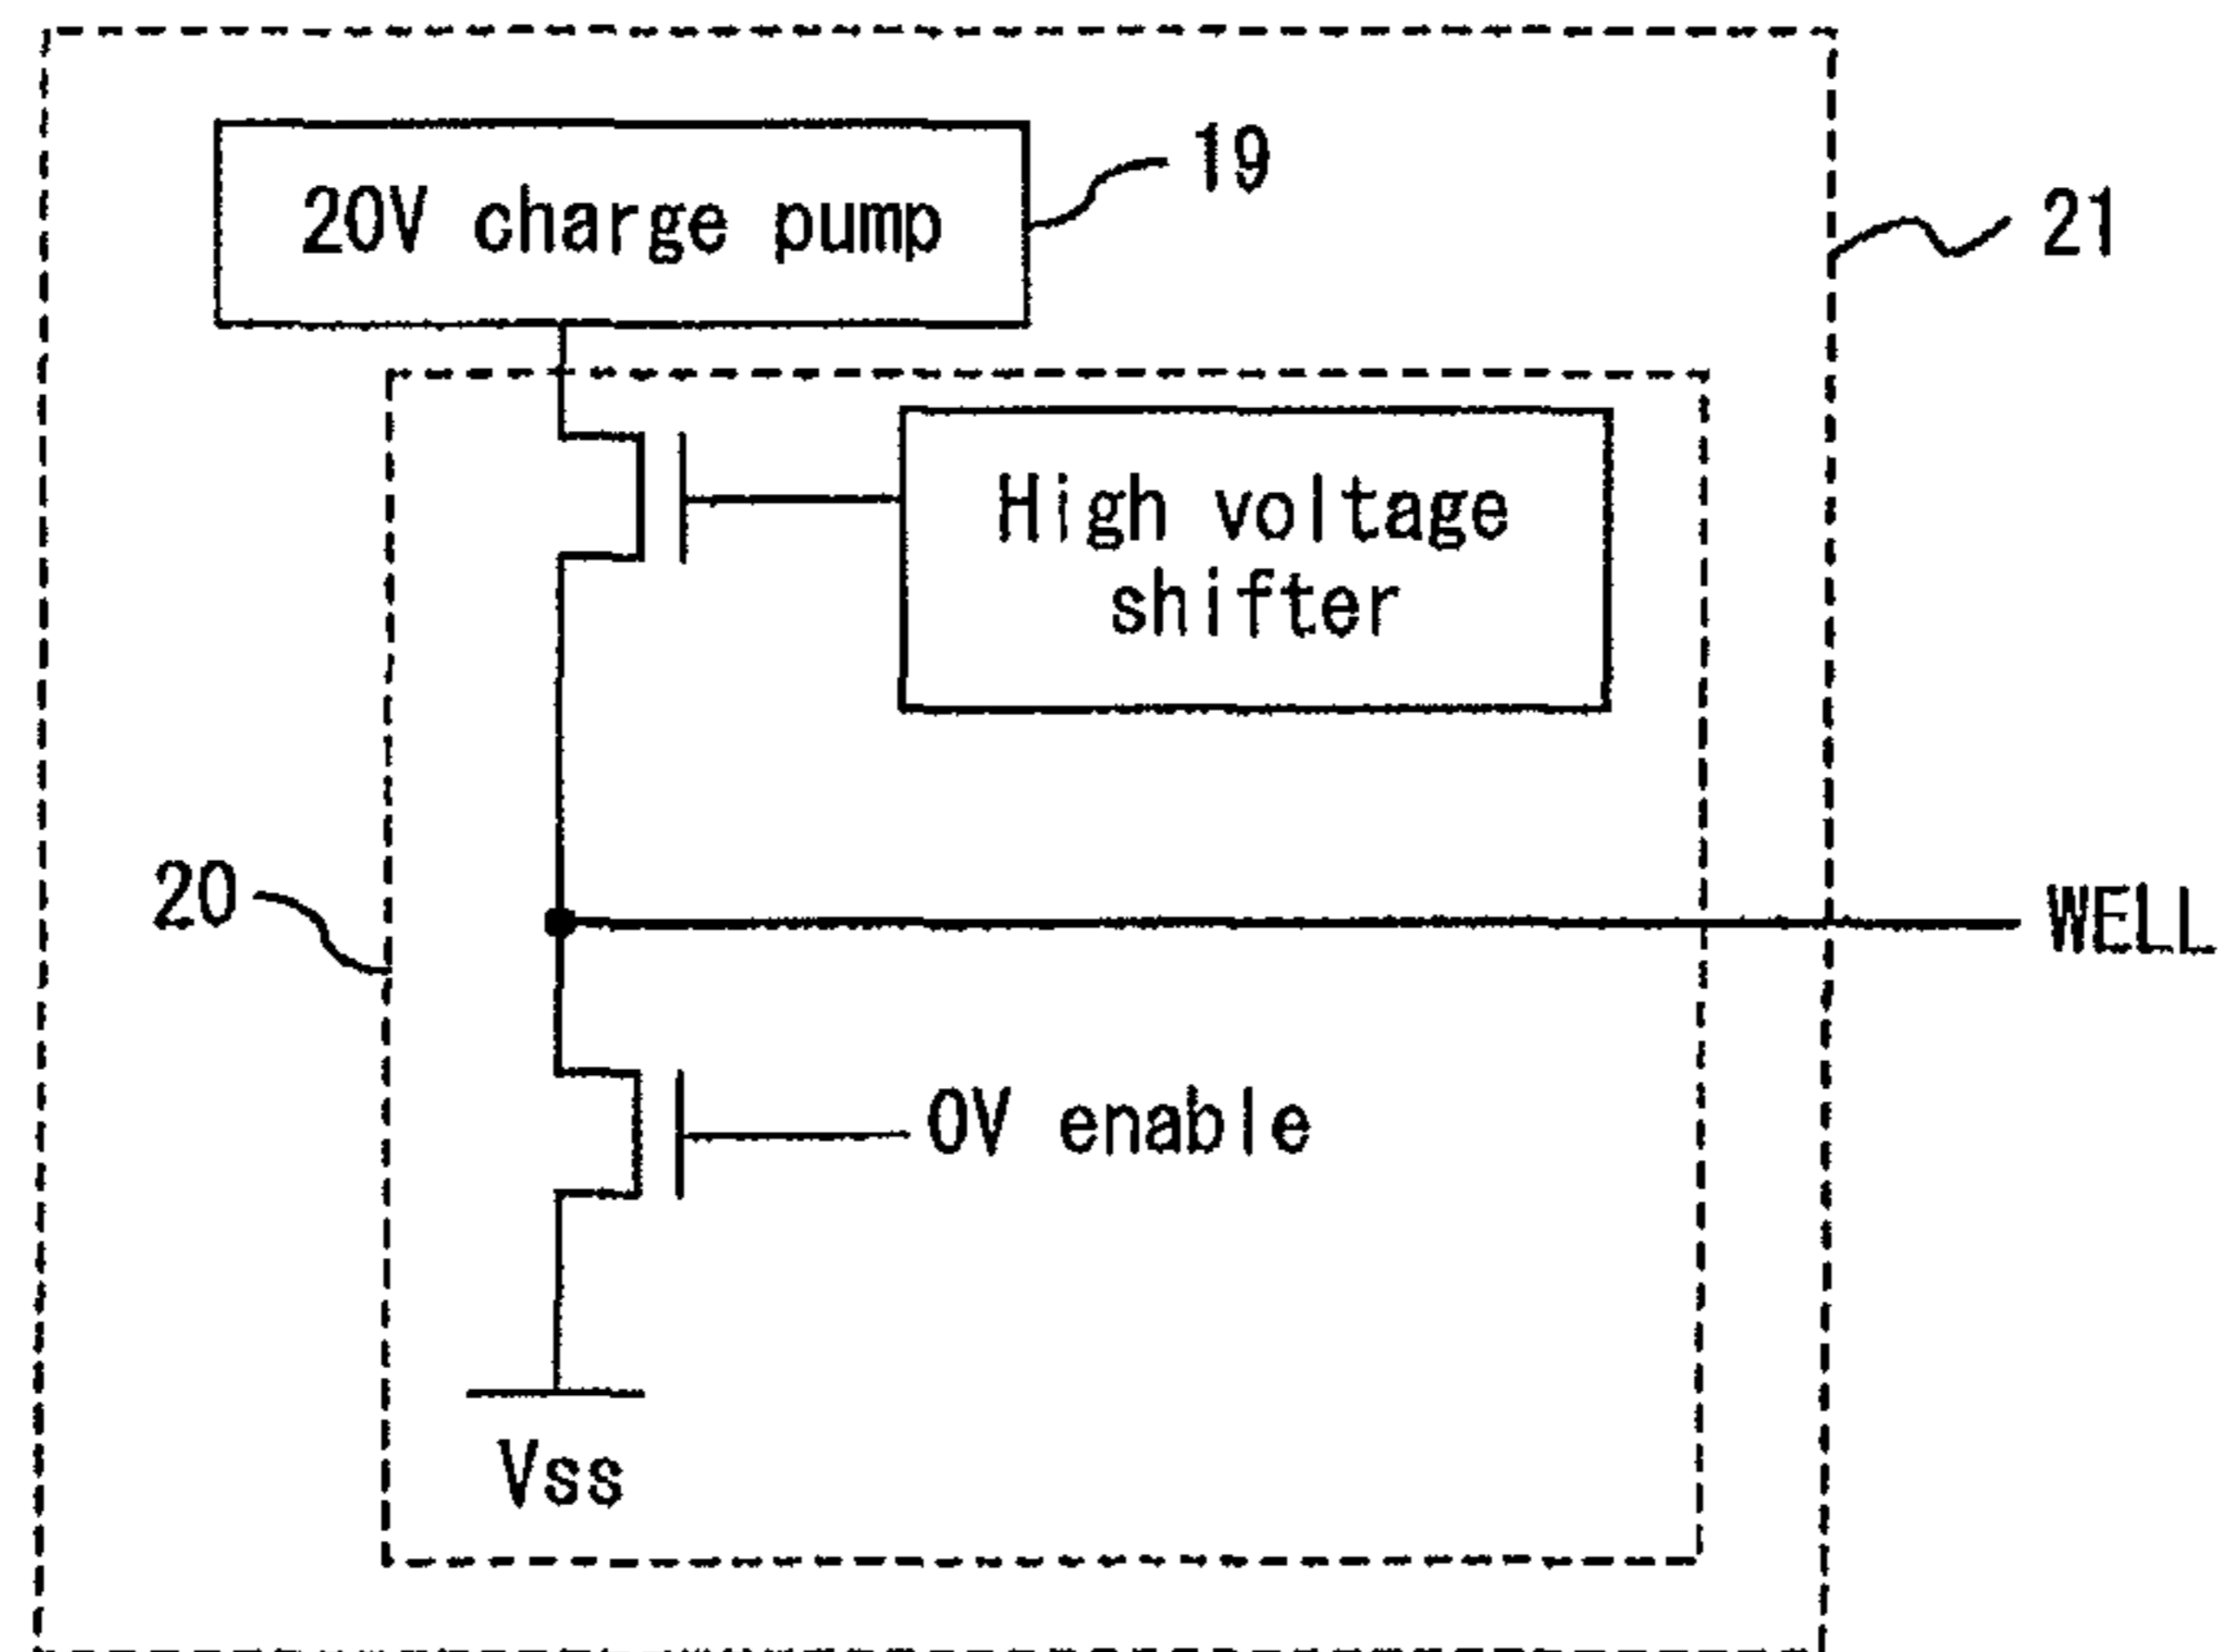 20V charge pump
19
21
High voltage
shifter
20
WELL
0V enable
Vss